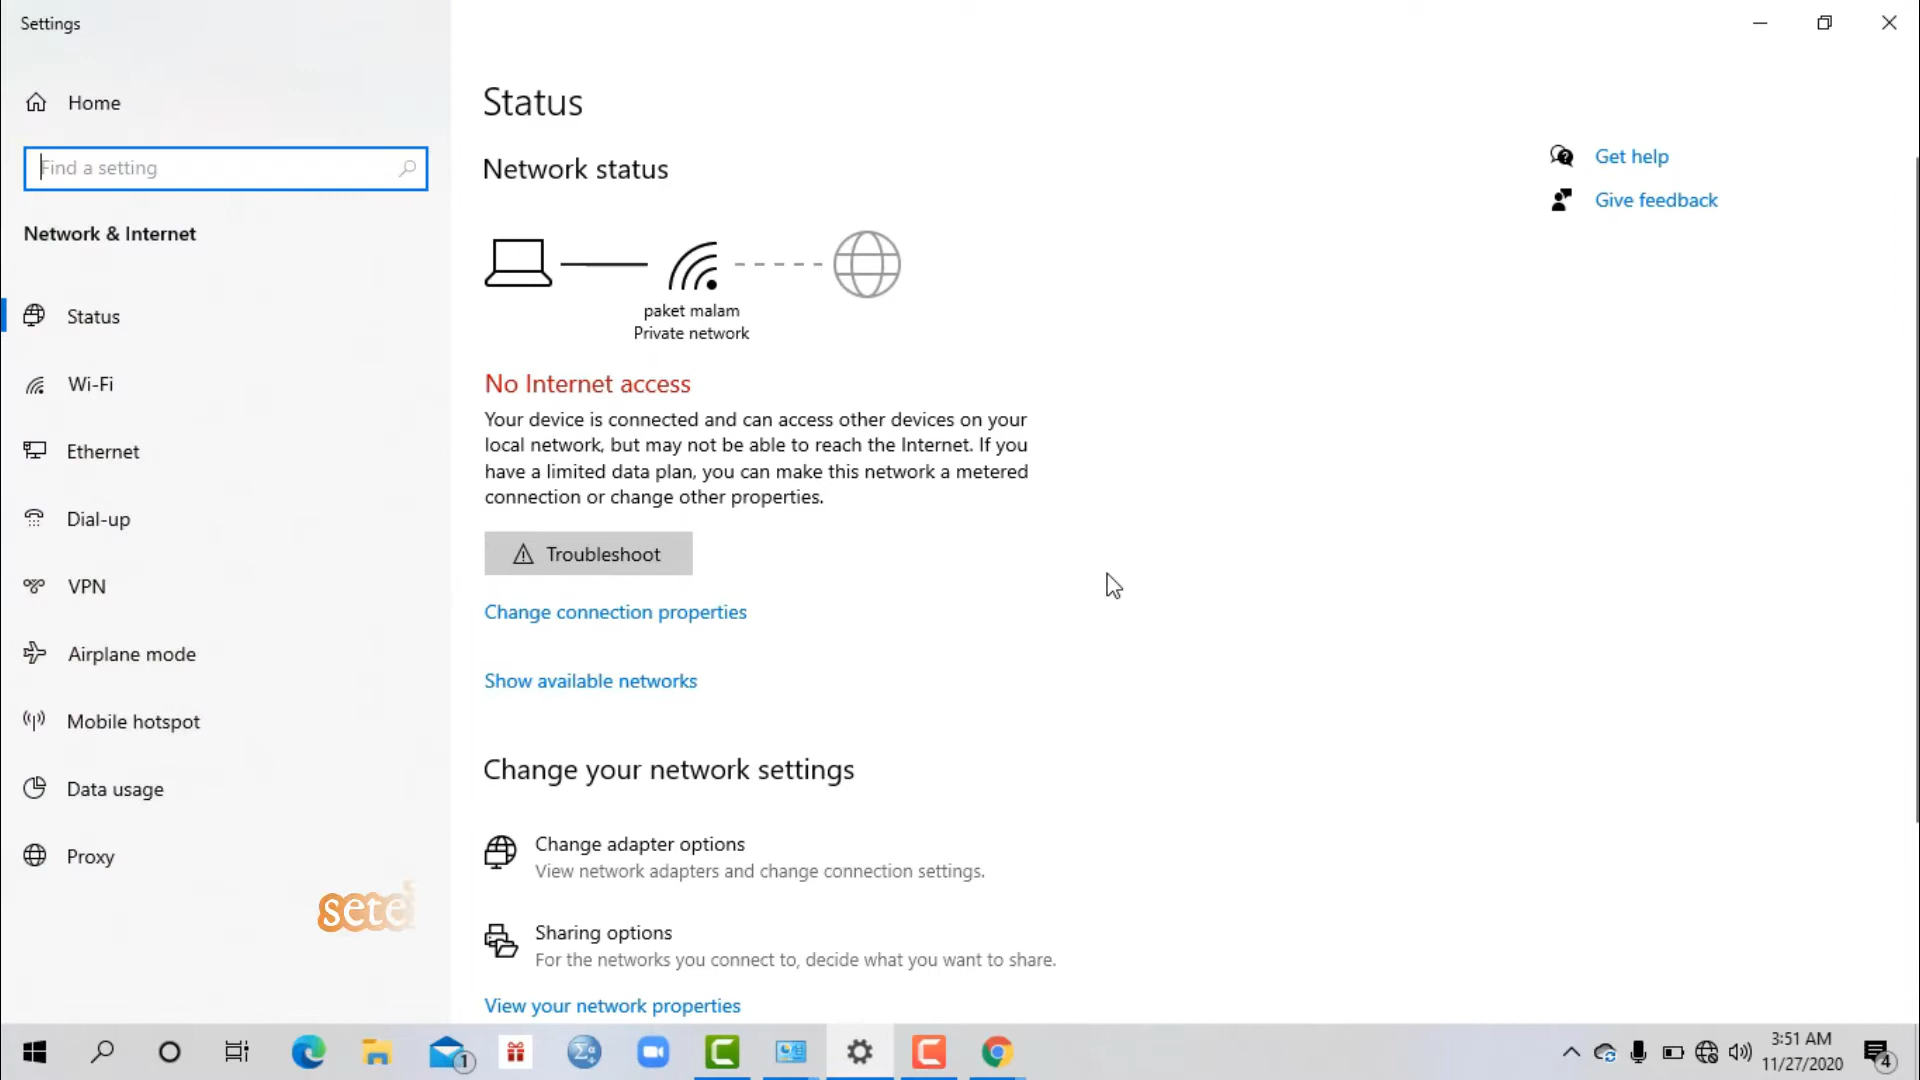 Settings
Home
Find a setting
Network & Internet
Status
Wi-Fi
Ethernet
Dial-up
VPN
Airplane mode
Mobile hotspot
Data usage
Proxy
Status
Network status
paket malam
Private network
No Internet access
Your device is connected and can access other devices on your
local network, but may not be able to reach the Internet. If you
have a limited data plan, you can make this network a metered
connection or change other properties.
Troubleshoot
Change connection properties
Show available networks
Change your network settings
Change adapter options
View network adapters and change connection settings.
Sharing options
For the networks you connect to, decide what you want to share.
View your network properties
Get help
Give feedback
1
3:51 AM
11/27/2020
4